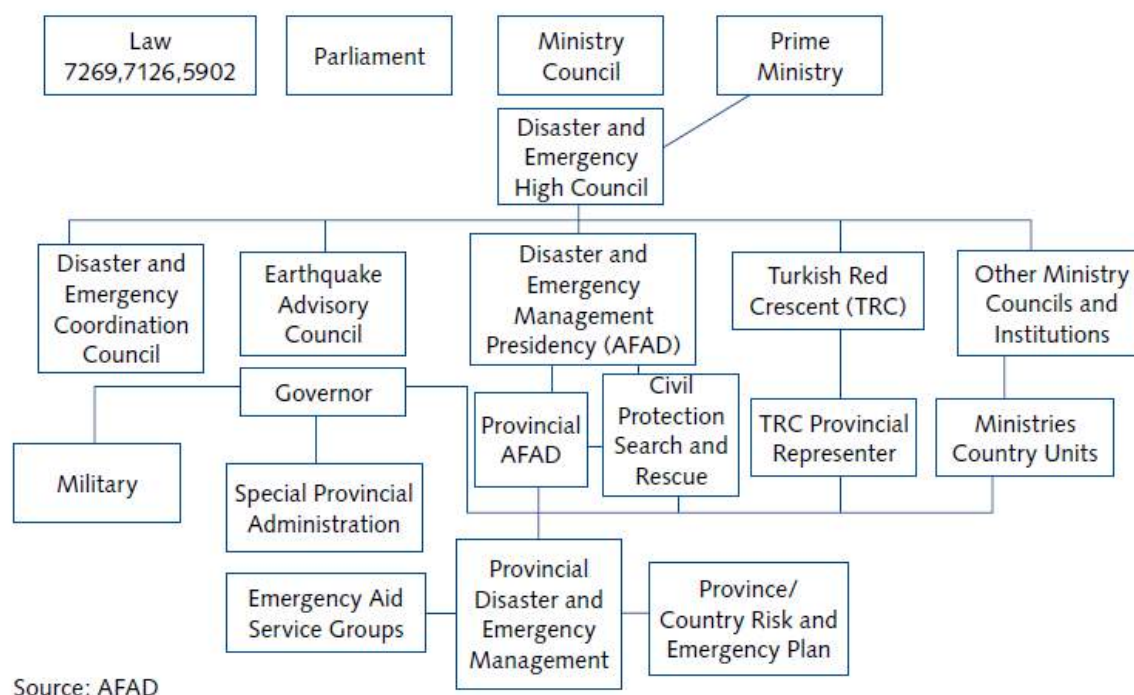 Law
7269,7126,5902
Parliament
Ministry
Council
Prime
Ministry
Disaster and
Emergency
High Council
Disaster and
Emergency
Coordination
Council
Earthquake
Advisory
Council
Disaster and
Emergency
Management
Presidency (AFAD)
Turkish Red
Crescent (TRC)
Other Ministry
Councils and
Institutions
Governor
Provincial
AFAD
Civil
Protection
Search and
Rescue
TRC Provincial
Representer
Ministries
Country Units
Military
Special Provincial
Administration
Emergency Aid
Service Groups
Provincial
Disaster and
Emergency
Management
Province/
Country Risk and
Emergency Plan
Source: AFAD